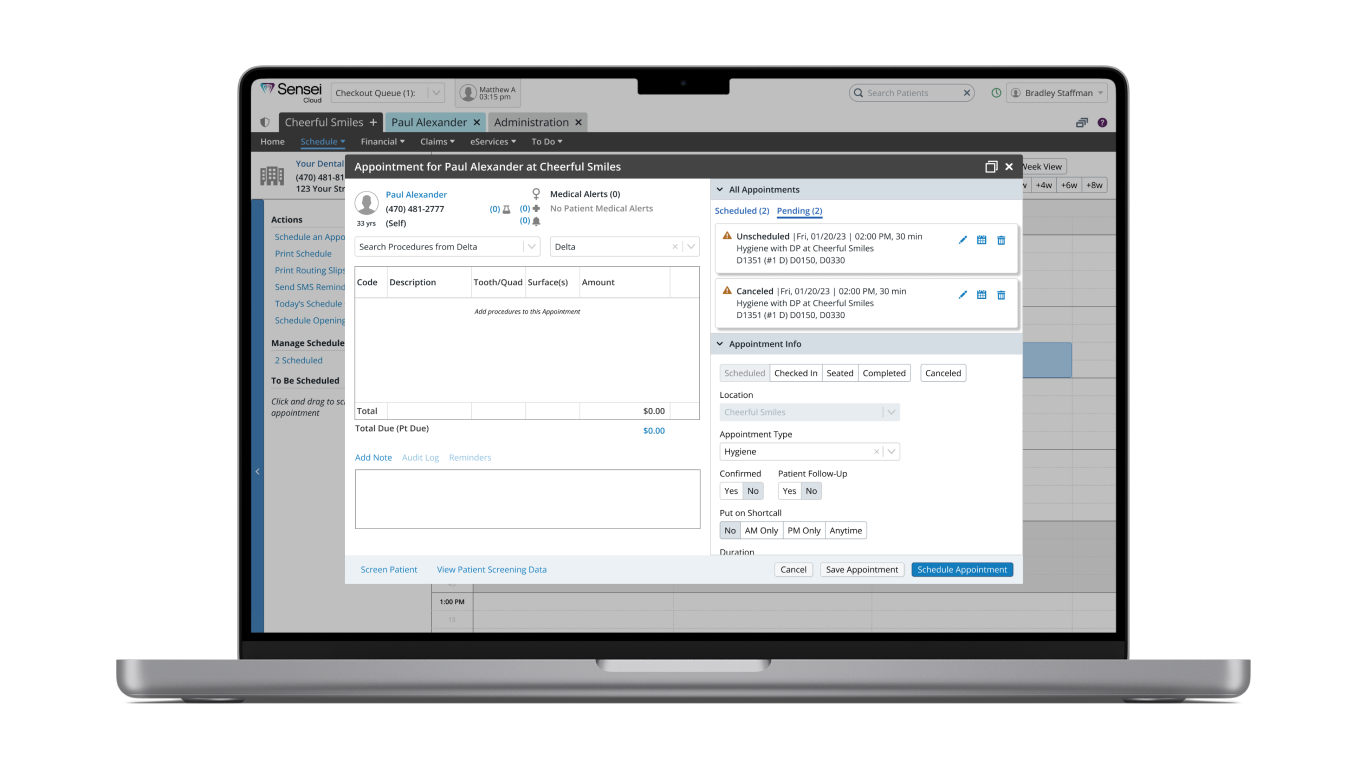 Sensei
Cloud
Checkout Queue (1):
Matthew A
03:15 pm
Search Patients
Bradley Staffman
Cheerful Smiles +
Paul Alexander ×
Administration ×
Home
Schedule
Financial
Claims
eServices
To Do
Your Dental
(470) 481-81
123 Your Str
Week View
+4w
+6w
+8w
Actions
Schedule an Appo
Print Schedule
Print Routing Slips
Send SMS Remind
Today's Schedule
Schedule Opening
Manage Schedule
2 Scheduled
To Be Scheduled
Click and drag to sc
appointment
1:00 PM
15
Appointment for Paul Alexander at Cheerful Smiles
Paul Alexander
(470) 481-2777
33 yrs (Self)
(0)
(0)
(0)
Medical Alerts (0)
No Patient Medical Alerts
Search Procedures from Delta
Delta
Code Description Tooth/Quad Surface(s) Amount
Add procedures to this Appointment
Total $0.00
Total Due (Pt Due) $0.00
Add Note Audit Log Reminders
All Appointments
Scheduled (2) Pending (2)
Unscheduled |Fri, 01/20/23 | 02:00 PM, 30 min
Hygiene with DP at Cheerful Smiles
D1351 (#1 D) D0150, D0330
Canceled |Fri, 01/20/23 | 02:00 PM, 30 min
Hygiene with DP at Cheerful Smiles
D1351 (#1 D) D0150, D0330
Appointment Info
Scheduled Checked In Seated Completed Canceled
Location
Cheerful Smiles
Appointment Type
Hygiene
Confirmed Patient Follow-Up
Yes No Yes No
Put on Shortcall
No AM Only PM Only Anytime
Duration
Screen Patient View Patient Screening Data
Cancel Save Appointment Schedule Appointment